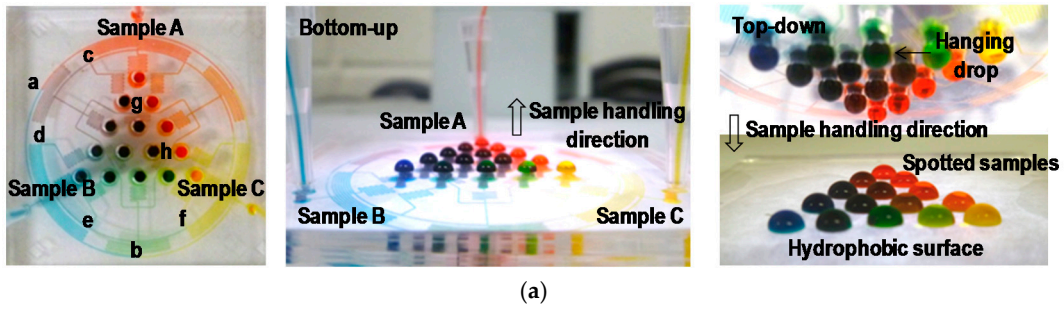 Sample A
c
a
g
d
h
Sample B
Sample C
e
f
b
Bottom-up
Sample handling
direction
Sample A
Sample B
Sample C
Top-down
Hanging
drop
Sample handling direction
Spotted samples
Hydrophobic surface
(a)